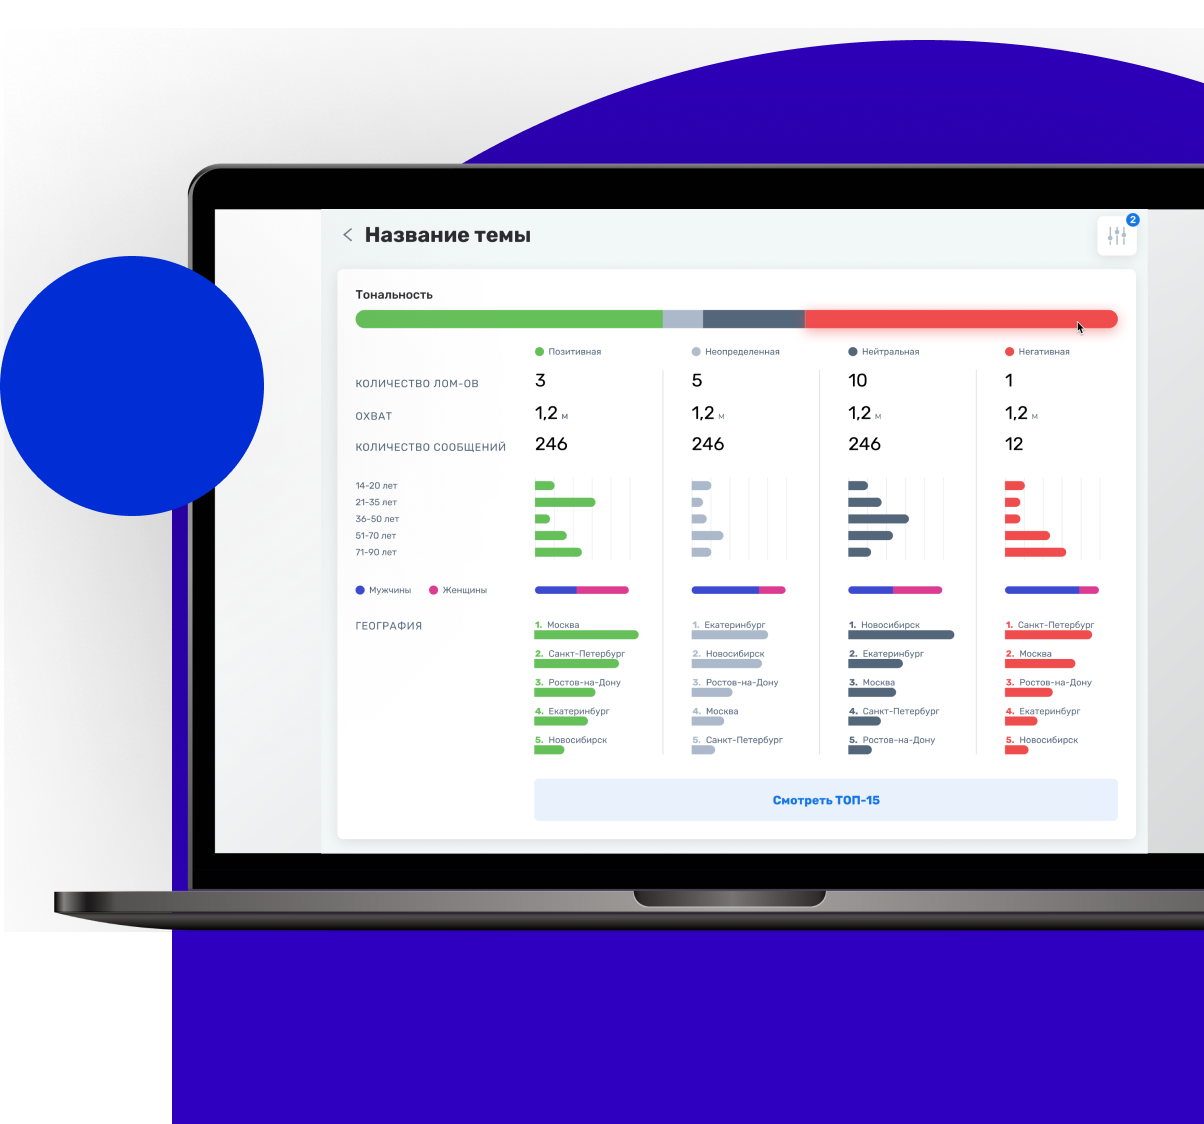 Название темы
2
Тональность
Позитивная Неопределенная Нейтральная Негативная
КОЛИЧЕСТВО ЛОМ-ОВ 3 5 10 1
ОХВАТ 1,2 м 1,2 м 1,2 м 1,2 м
КОЛИЧЕСТВО СООБЩЕНИЙ 246 246 246 12
14-20 лет
21-35 лет
36-50 лет
51-70 лет
71-90 лет
Мужчины Женщины
ГЕОГРАФИЯ
1. Москва 1. Екатеринбург 1. Новосибирск 1. Санкт-Петербург
2. Санкт-Петербург 2. Новосибирск 2. Екатеринбург 2. Москва
3. Ростов-на-Дону 3. Ростов-на-Дону 3. Москва 3. Ростов-на-Дону
4. Екатеринбург 4. Москва 4. Санкт-Петербург 4. Екатеринбург
5. Новосибирск 5. Санкт-Петербург 5. Ростов-на-Дону 5. Новосибирск
Смотреть ТОП-15